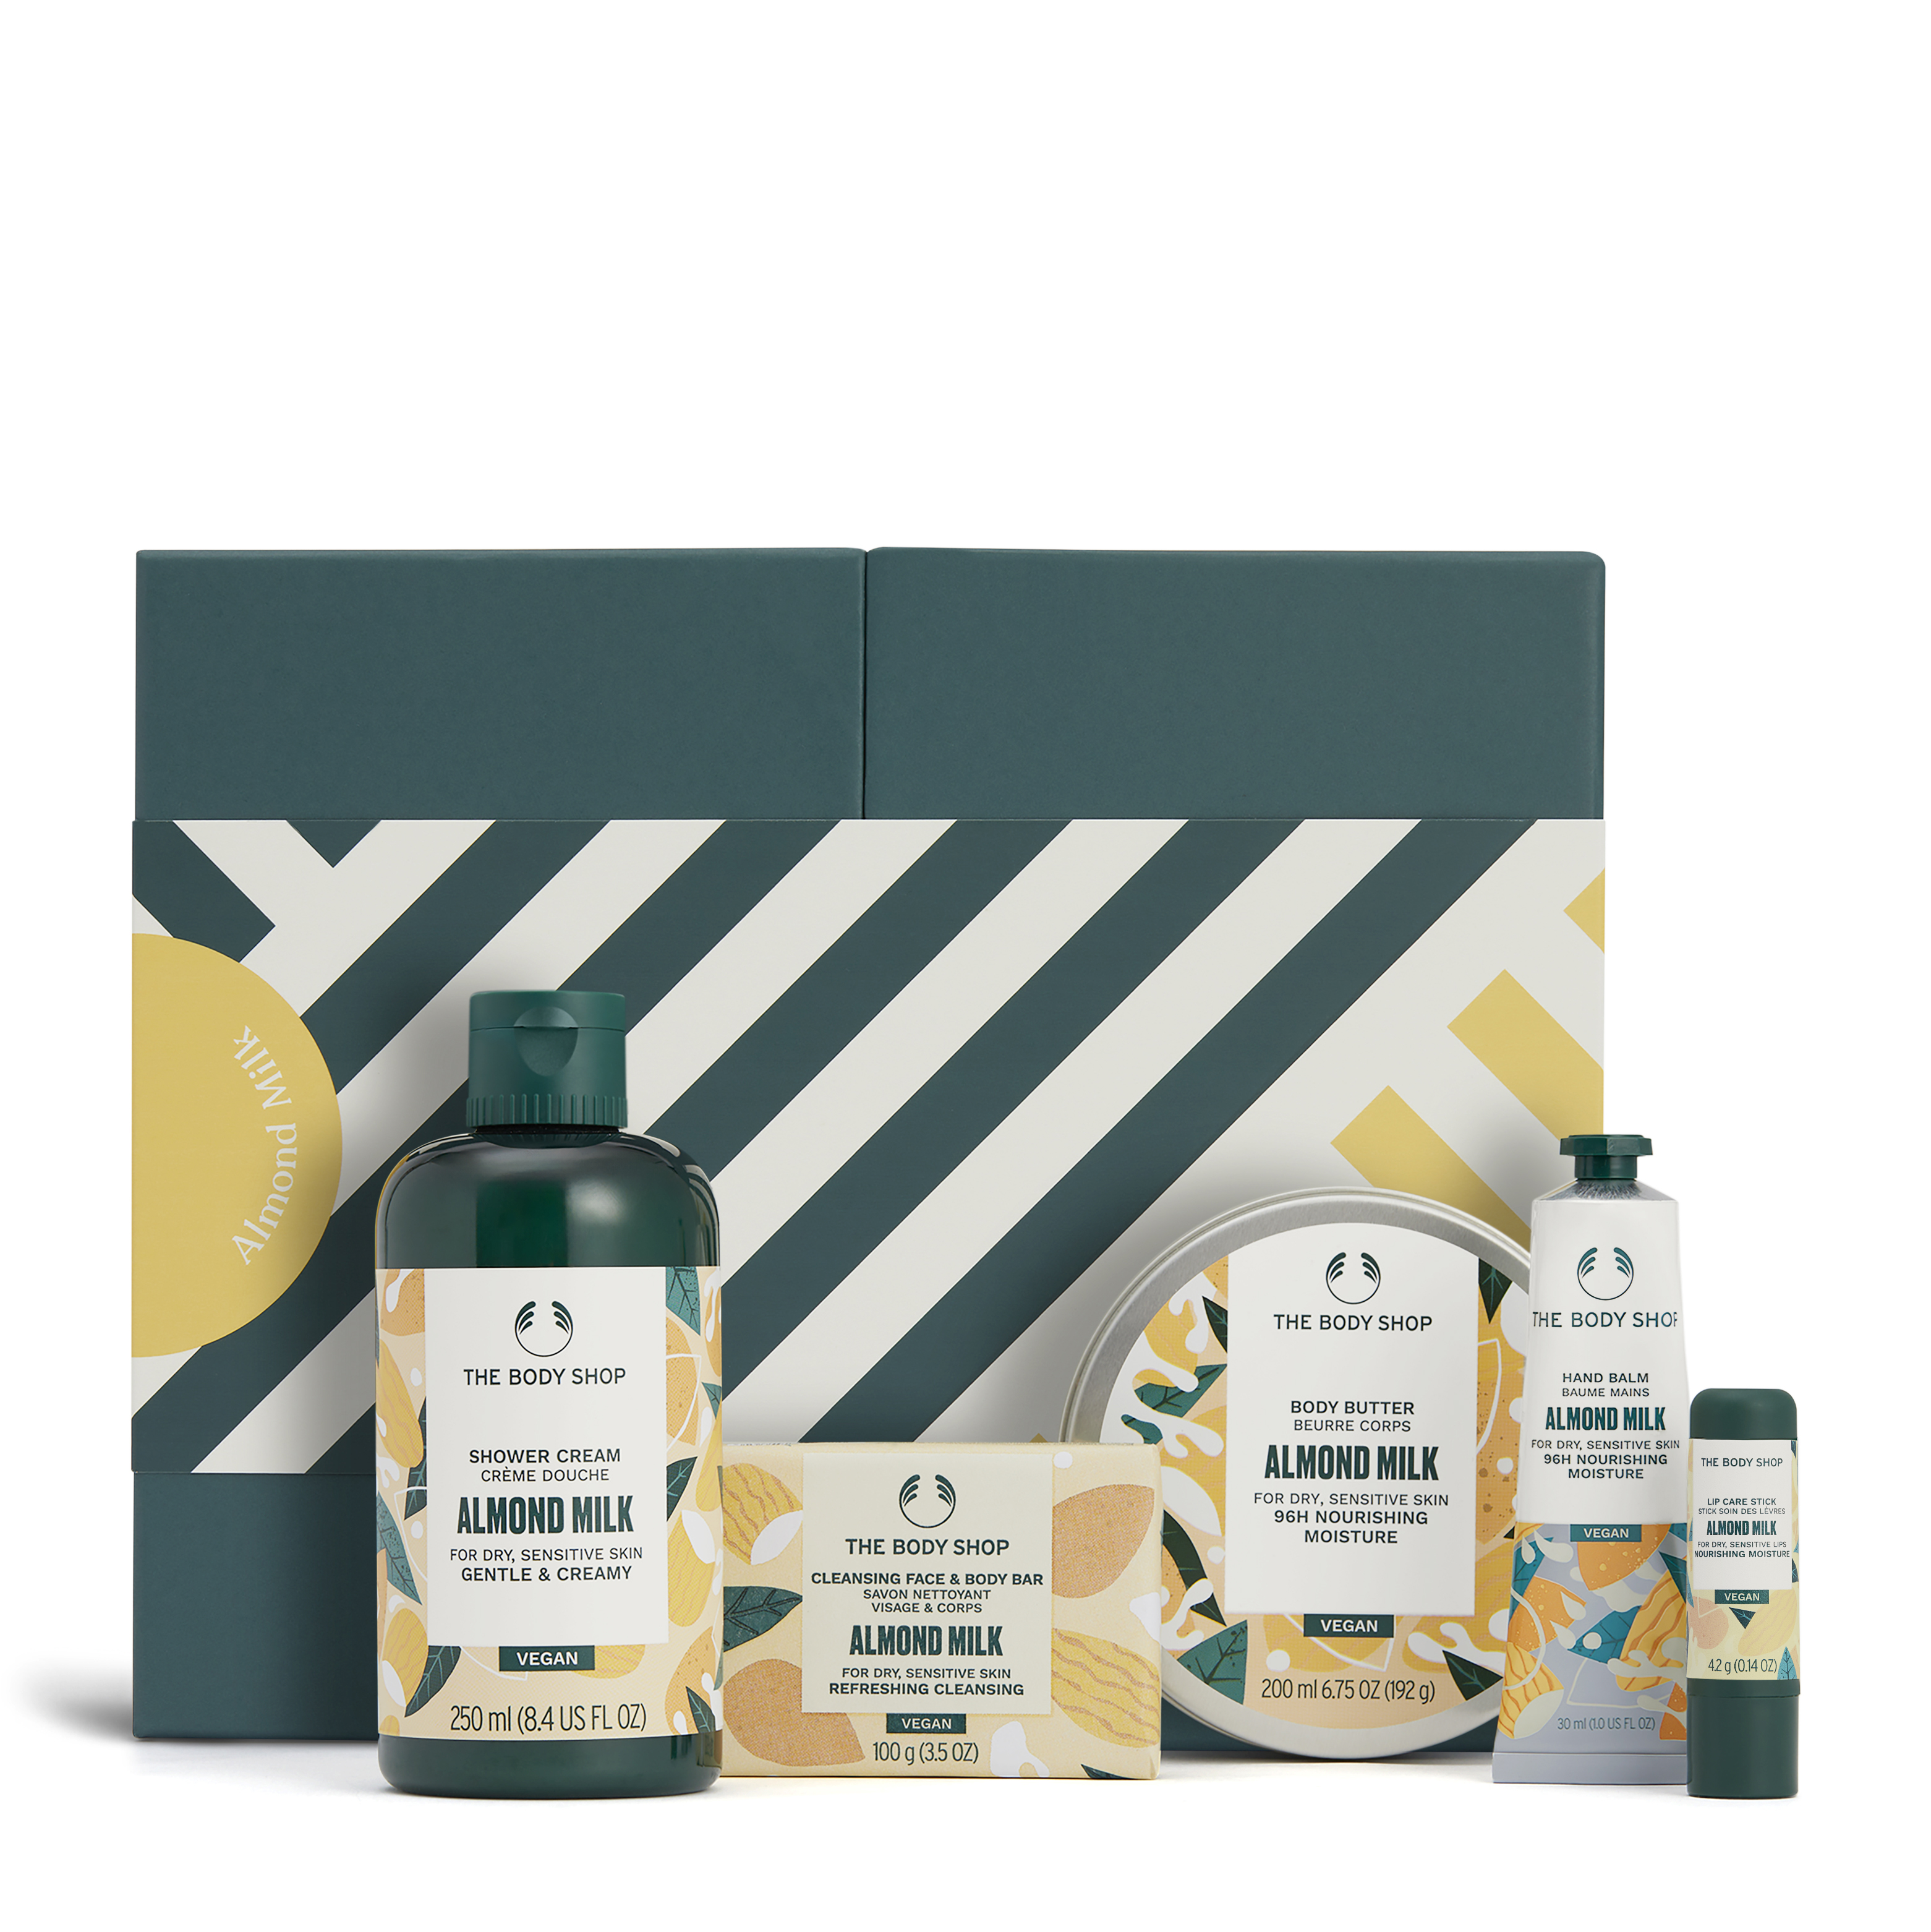 Almond Milk
THE BODY SHOP
SHOWER CREAM
CRÈME DOUCHE
ALMOND MILK
FOR DRY, SENSITIVE SKIN
GENTLE & CREAMY
VEGAN
250 ml (8.4 US FL OZ)
THE BODY SHOP
CLEANSING FACE & BODY BAR
SAVON NETTOYANT
VISAGE & CORPS
ALMOND MILK
FOR DRY, SENSITIVE SKIN
REFRESHING CLEANSING
VEGAN
100 g (3.5 OZ)
THE BODY SHOP
BODY BUTTER
BEURRE CORPS
ALMOND MILK
FOR DRY, SENSITIVE SKIN
96H NOURISHING
MOISTURE
VEGAN
200 ml 6.75 OZ (192 g)
THE BODY SHOP
HAND BALM
BAUME MAINS
ALMOND MILK
FOR DRY, SENSITIVE SKIN
96H NOURISHING
MOISTURE
VEGAN
30 ml (1.0 US FL OZ)
THE BODY SHOP
LIP CARE STICK
STICK SOIN DES LÈVRES
ALMOND MILK
FOR DRY, SENSITIVE LIPS
NOURISHING MOISTURE
VEGAN
4.2 g (0.14 OZ)